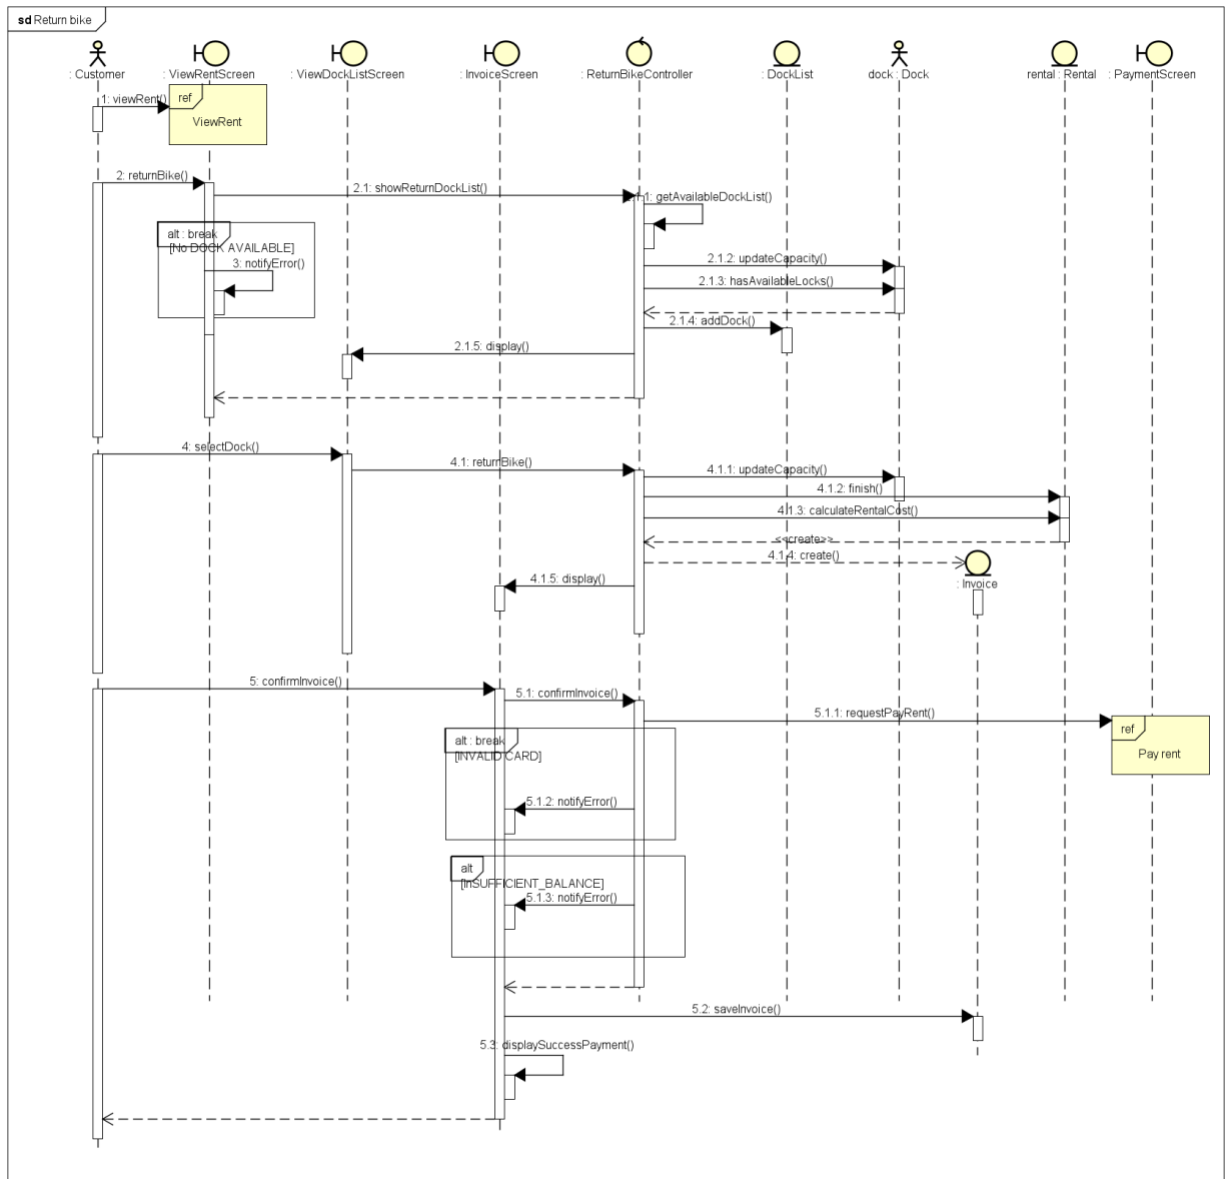 sd Return bike
: Customer
: ViewRentScreen
: ViewDockListScreen
: InvoiceScreen
: ReturnBikeController
: DockList
dock : Dock
rental : Rental
: PaymentScreen
1: viewRent()
ref
ViewRent
2: returnBike()
2.1: showReturnDockList()
2.1.1: getAvailableDockList()
alt : break
[No DOCK AVAILABLE]
3: notifyError()
2.1.2: updateCapacity()
2.1.3: hasAvailableLocks()
2.1.4: addDock()
2.1.5: display()
4: selectDock()
4.1: returnBike()
4.1.1: updateCapacity()
4.1.2: finish()
4.1.3: calculateRentalCost()
<<create>>
4.1.4: create()
: Invoice
4.1.5: display()
5: confirmInvoice()
5.1: confirmInvoice()
5.1.1: requestPayRent()
ref
Pay rent
alt : break
[INVALID CARD]
5.1.2: notifyError()
alt
[InSUFFICIENT_BALANCE]
5.1.3: notifyError()
5.2: saveInvoice()
5.3: displaySuccessPayment()